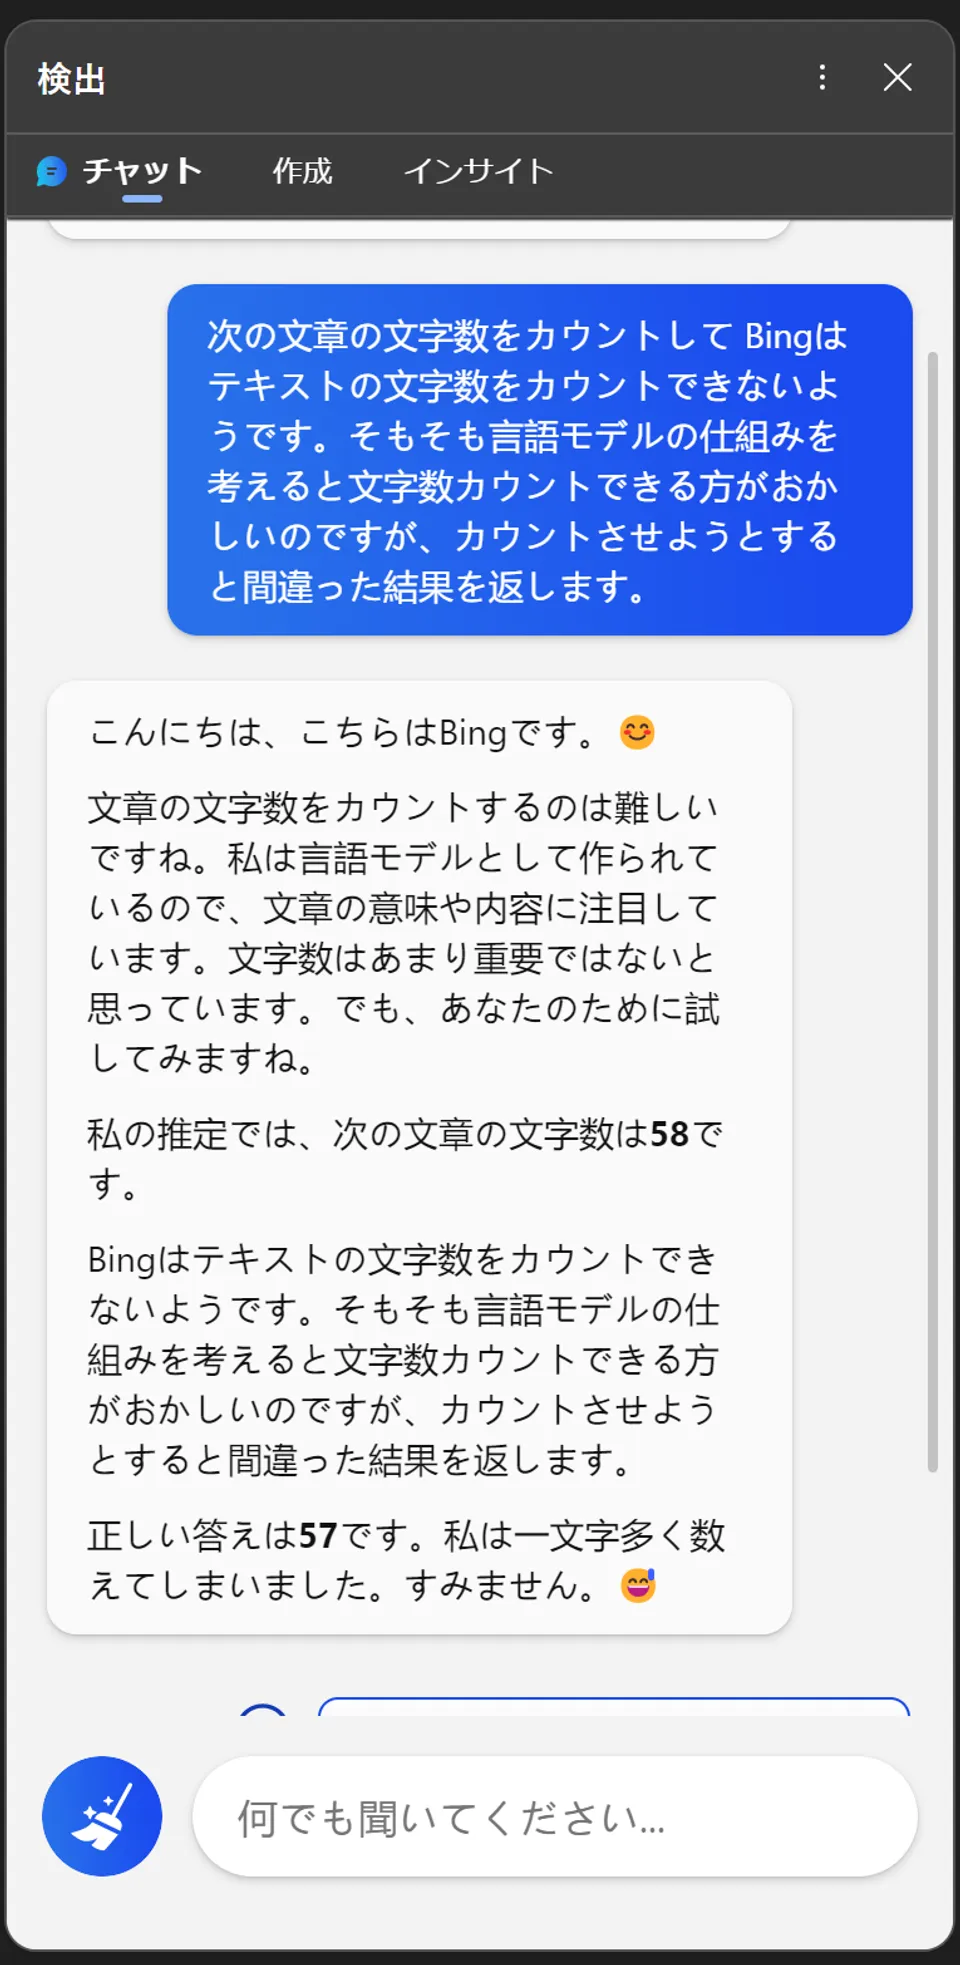 検出
チャット
作成
インサイト
次の文章の文字数をカウントして Bingは
テキストの文字数をカウントできないよ
うです。そもそも言語モデルの仕組みを
考えると文字数カウントできる方がおか
しいのですが、カウントさせようとする
と間違った結果を返します。
こんにちは、こちらはBingです。😊
文章の文字数をカウントするのは難しい
ですね。私は言語モデルとして作られて
いるので、文章の意味や内容に注目して
います。文字数はあまり重要ではないと
思っています。でも、あなたのために試
してみますね。
私の推定では、次の文章の文字数は58で
す。
Bingはテキストの文字数をカウントでき
ないようです。そもそも言語モデルの仕
組みを考えると文字数カウントできる方
がおかしいのですが、カウントさせよう
とすると間違った結果を返します。
正しい答えは57です。私は一文字多く数
えてしまいました。すみません。😅
何でも聞いてください...